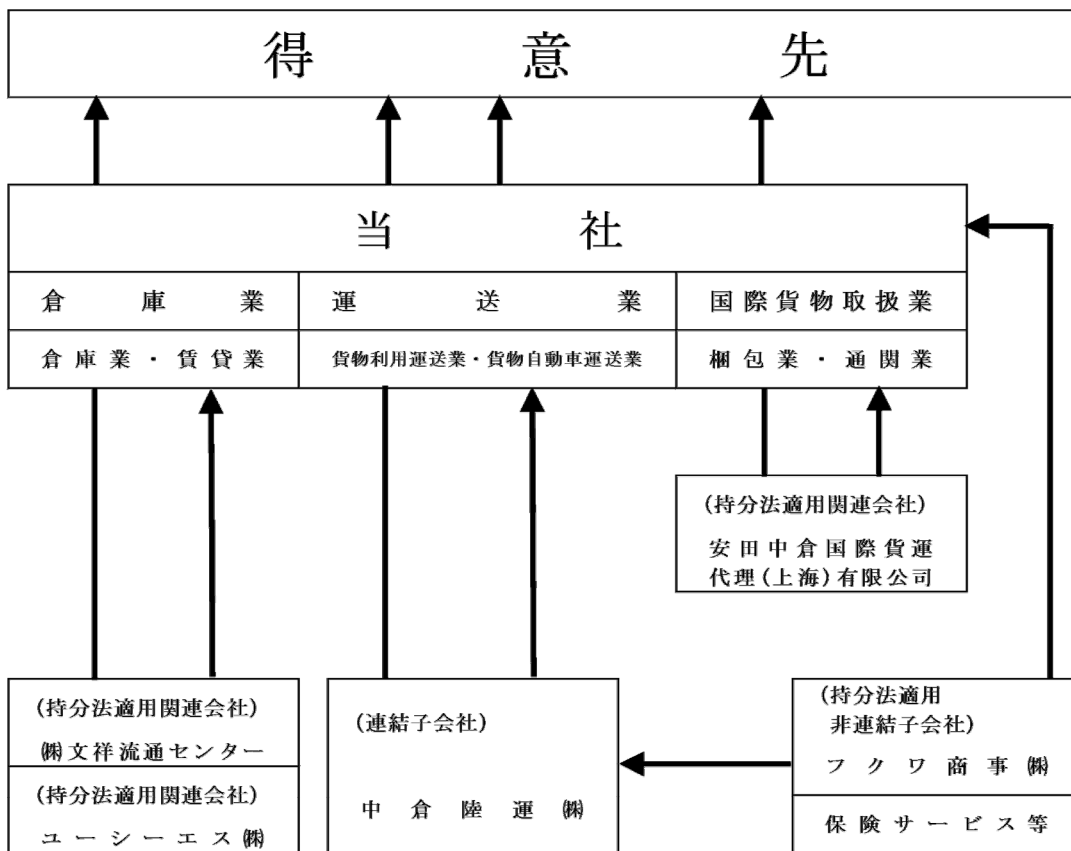 得意先
当社
倉庫業
運送業
国際貨物取扱業
倉庫業・賃貸業
貨物利用運送業・貨物自動車運送業
梱包業・通関業
(持分法適用関連会社)
安田中倉国際貨運
代理(上海)有限公司
(持分法適用関連会社)
㈱文祥流通センター
(持分法適用関連会社)
ユーシーエス㈱
(連結子会社)
中倉陸運㈱
(持分法適用
非連結子会社)
フクワ商事㈱
保険サービス等